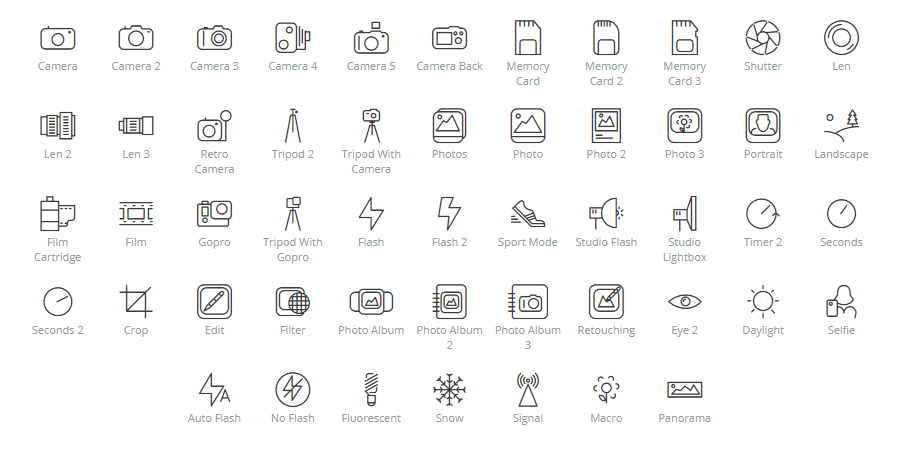 Camera
Camera 2
Camera 3
Camera 4
Camera 5
Camera Back
Memory
Card
Memory
Card 2
Memory
Card 3
Shutter
Len
Len 2
Len 3
Retro
Camera
Tripod 2
Tripod With
Camera
Photos
Photo
Photo 2
Photo 3
Portrait
Landscape
Film
Cartridge
Film
Gopro
Tripod With
Gopro
Flash
Flash 2
Sport Mode
Studio Flash
Studio
Lightbox
Timer 2
Seconds
Seconds 2
Crop
Edit
Filter
Photo Album
Photo Album
2
Photo Album
3
Retouching
Eye 2
Daylight
Selfie
A
Auto Flash
No Flash
Fluorescent
Snow
Signal
Macro
Panorama